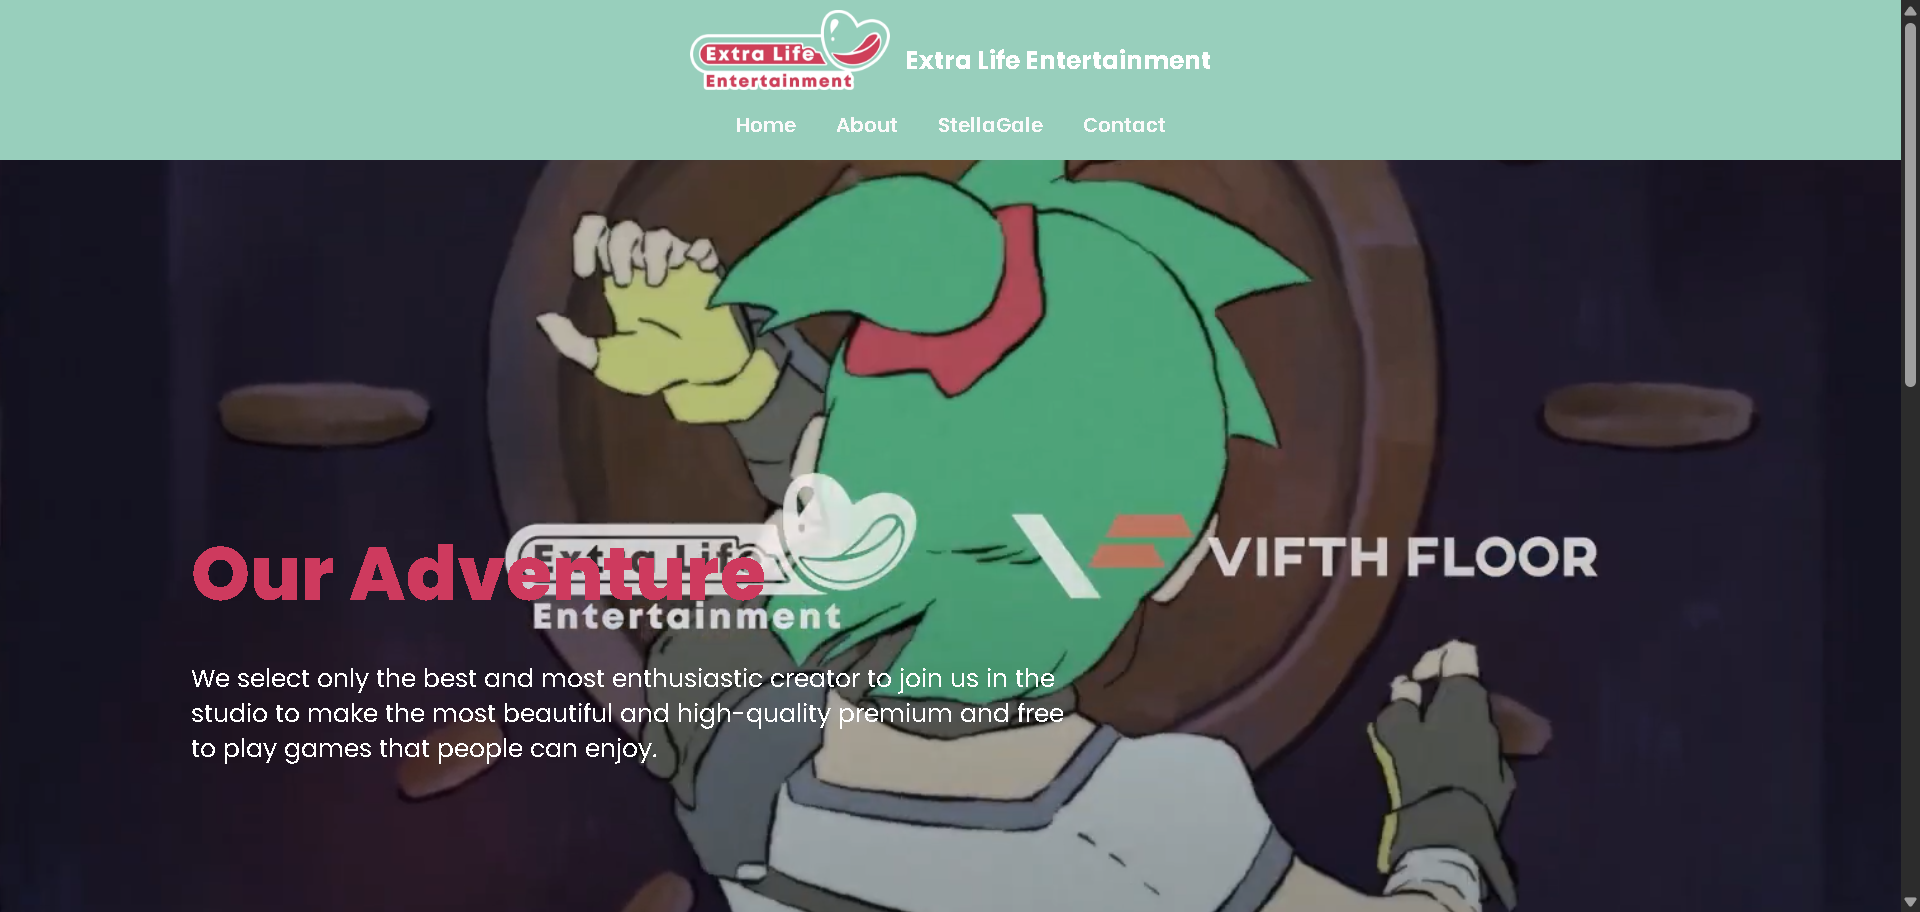 Extra Life
Entertainment
Extra Life Entertainment
Home About StellaGale Contact
Extra Life
Entertainment
VIFTH FLOOR
Our Adventure
We select only the best and most enthusiastic creator to join us in the
studio to make the most beautiful and high-quality premium and free
to play games that people can enjoy.